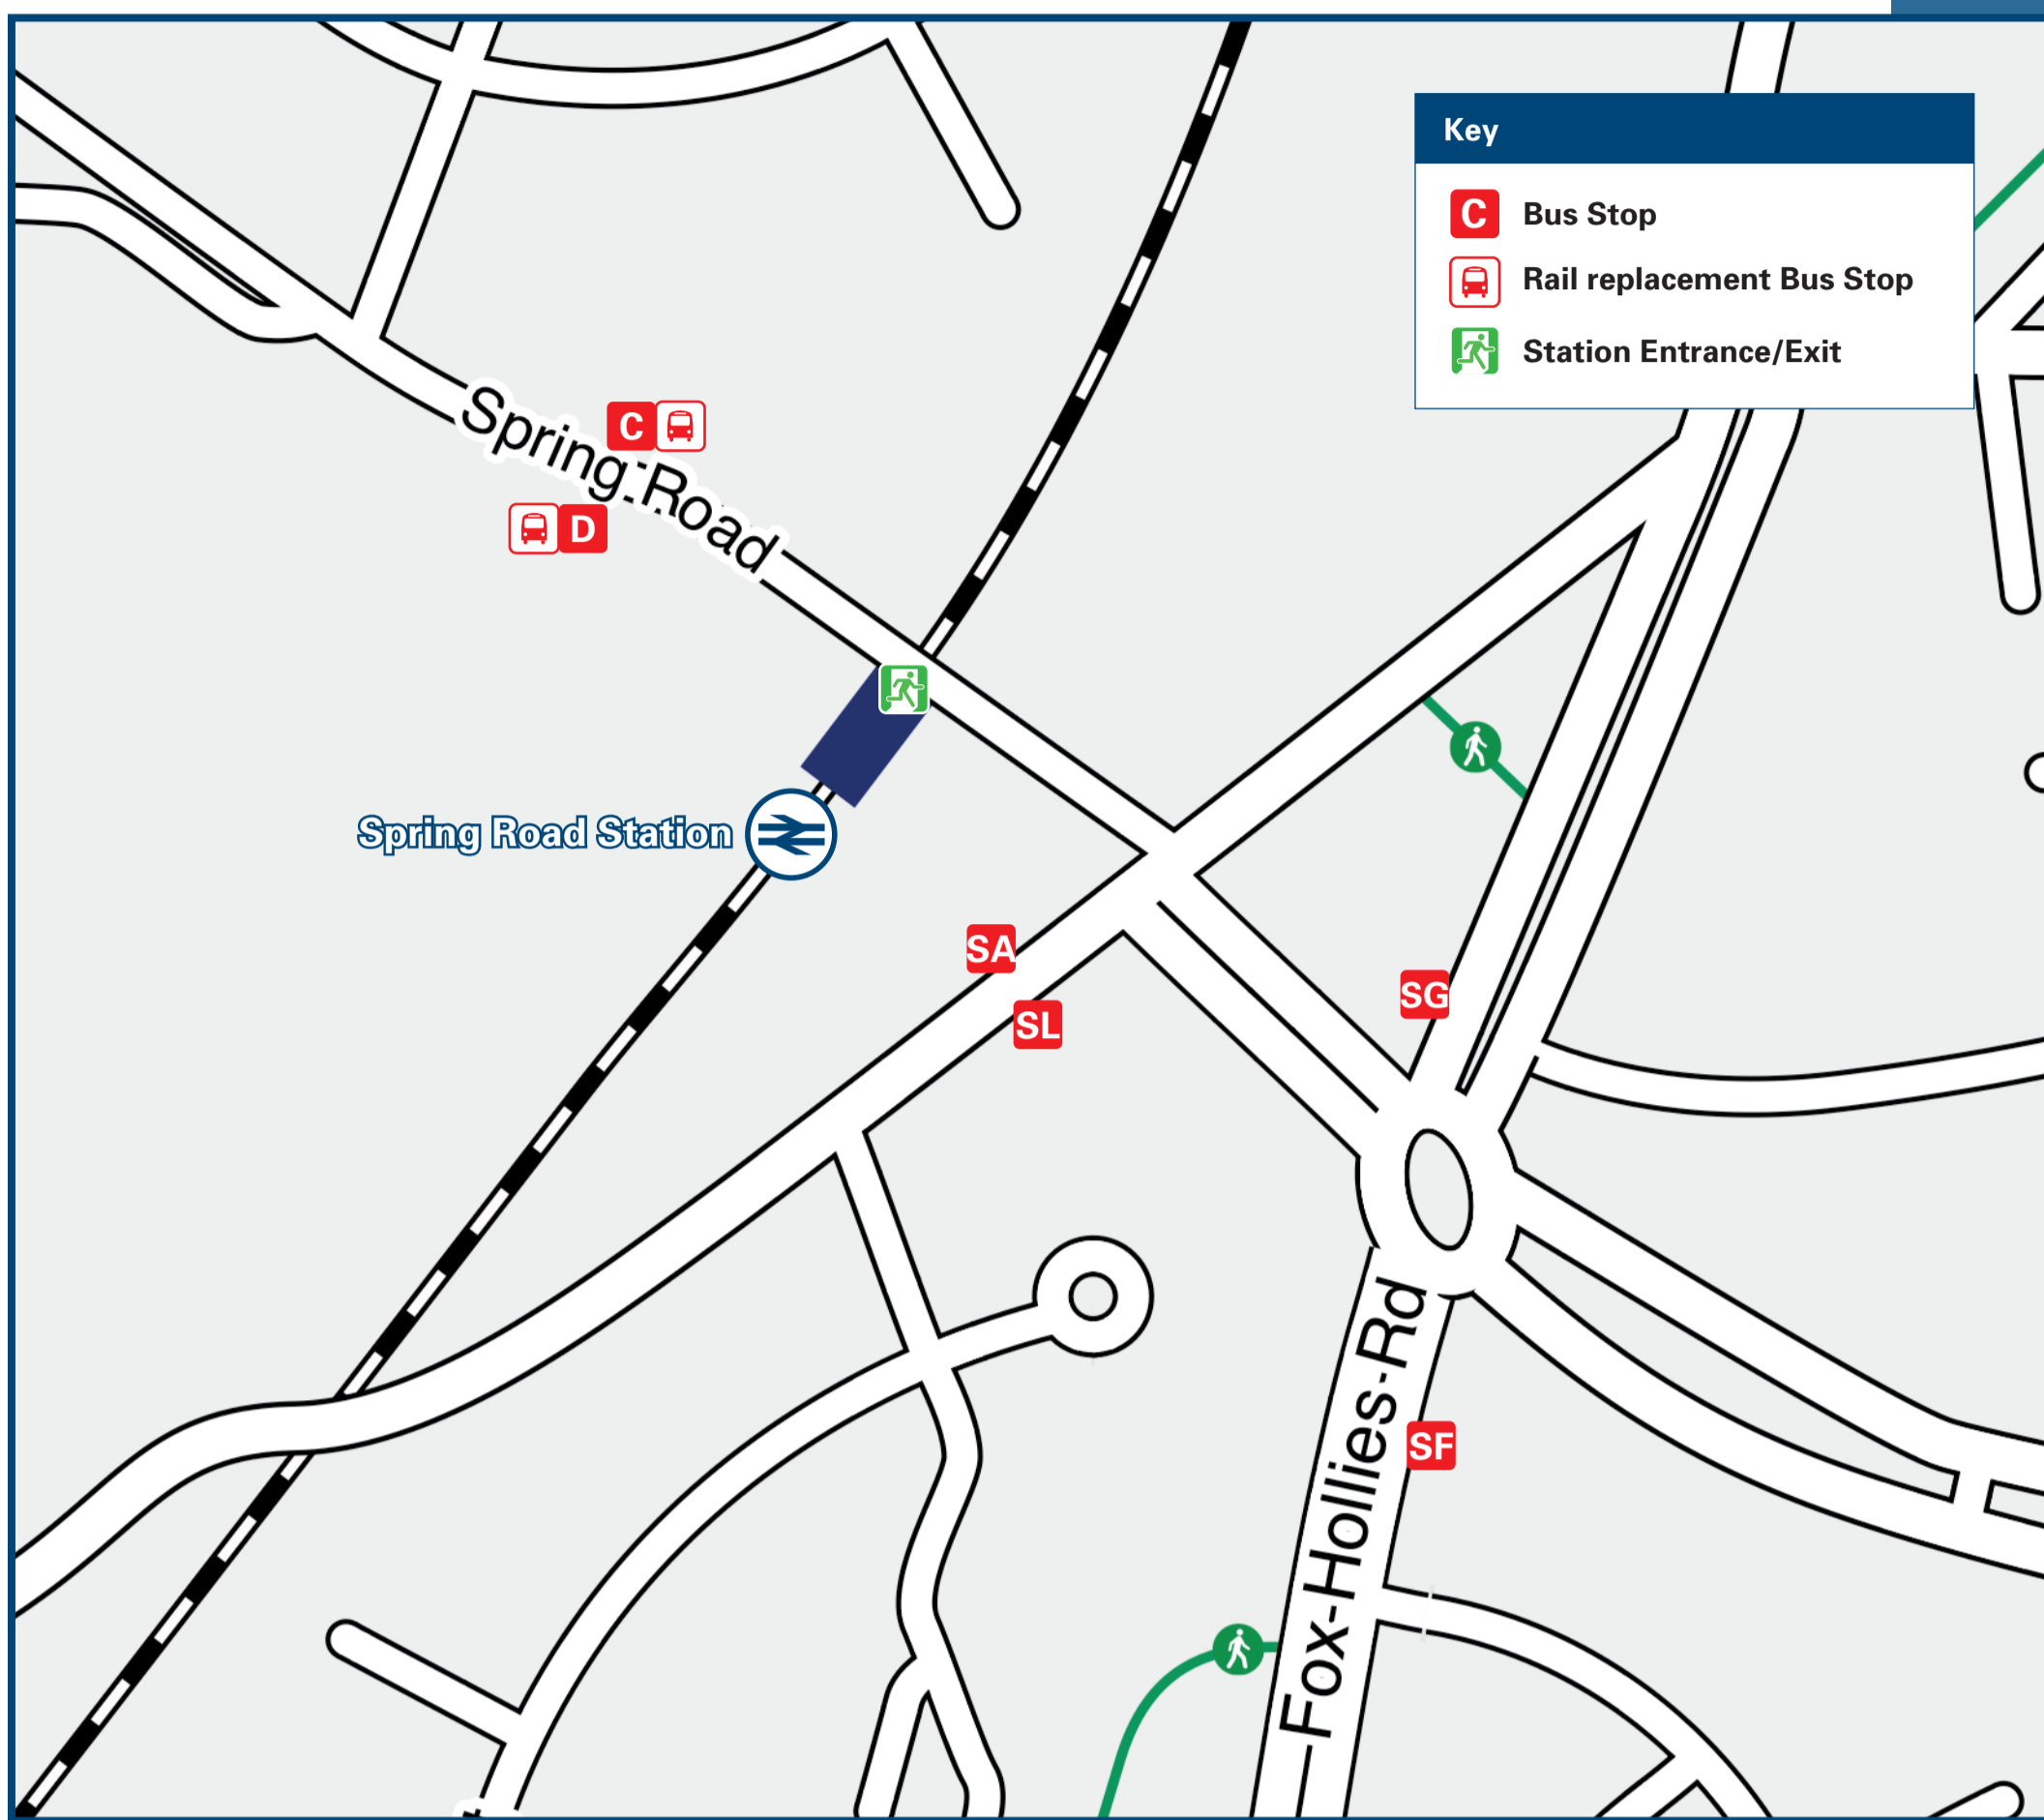 Key
C Bus Stop
Rail replacement Bus Stop
Station Entrance/Exit
Spring Road
C
D
Spring Road Station
SA
SL
SG
SF
Fox Hollies Rd